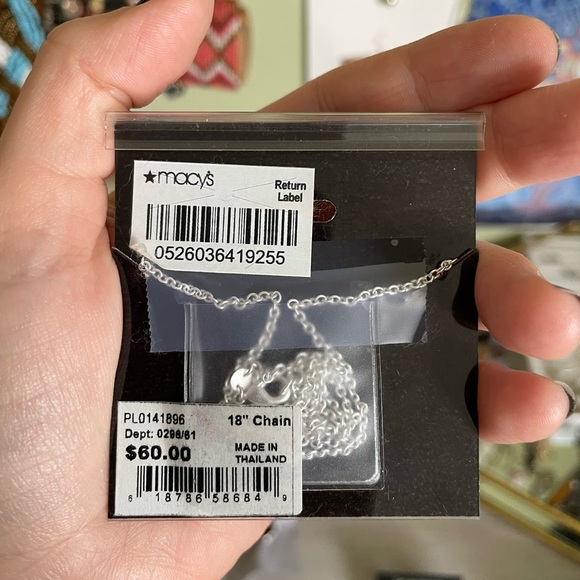 ★macy's
Return
Label
0526036419255
PL0141896
18" Chain
Dept: 0296/61
$60.00
MADE IN
THAILAND
6 18786 58684 9